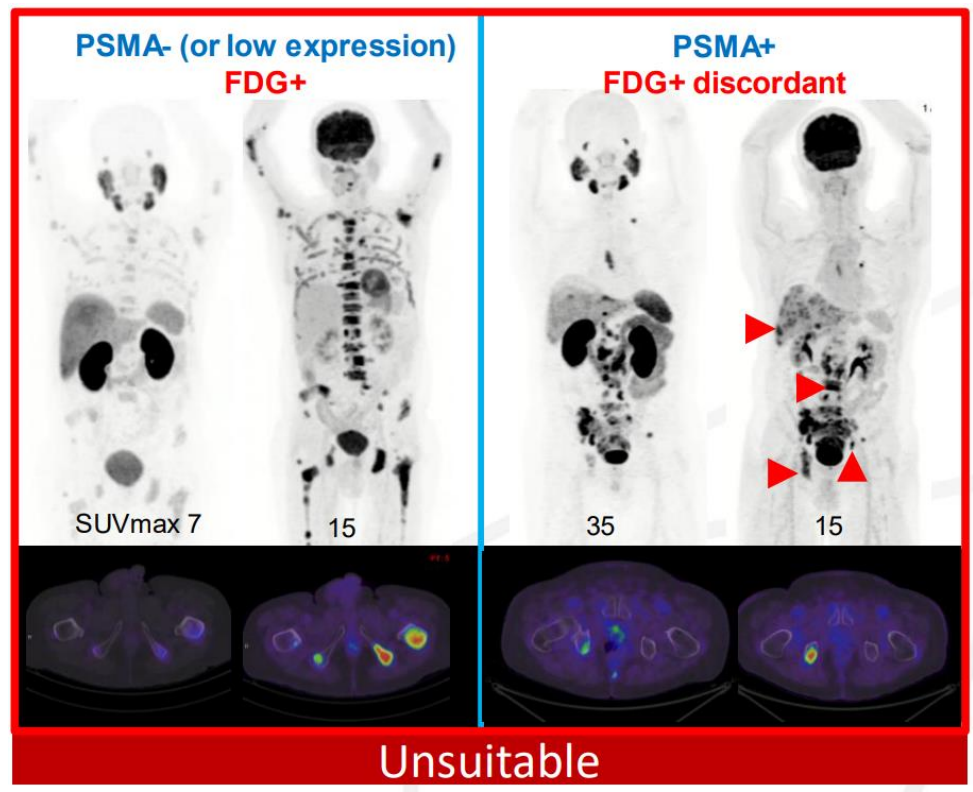 PSMA- (or low expression)
FDG+
PSMA+
FDG+ discordant
SUVmax 7
15
35
15
Unsuitable